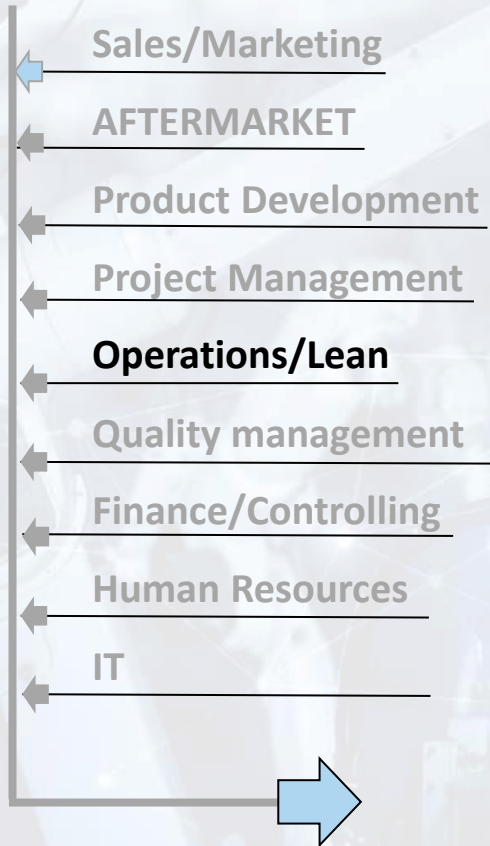 Sales/Marketing
AFTERMARKET
Product Development
Project Management
Operations/Lean
Quality management
Finance/Controlling
Human Resources
IT